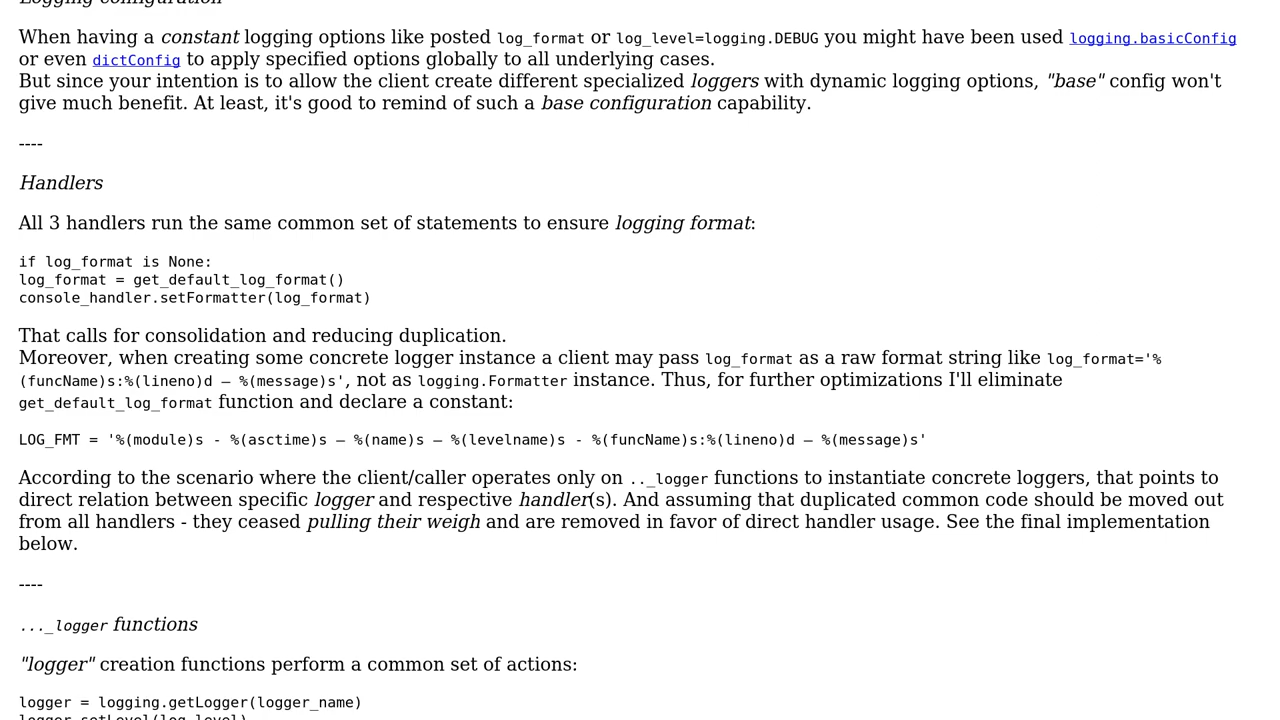 Logging configuration
When having a constant logging options like posted log_format or log_level=logging.DEBUG you might have been used logging.basicConfig
or even dictConfig to apply specified options globally to all underlying cases.
But since your intention is to allow the client create different specialized loggers with dynamic logging options, "base" config won't
give much benefit. At least, it's good to remind of such a base configuration capability.
----
Handlers
All 3 handlers run the same common set of statements to ensure logging format:
if log_format is None:
log_format = get_default_log_format()
console_handler.setFormatter(log_format)
That calls for consolidation and reducing duplication.
Moreover, when creating some concrete logger instance a client may pass log_format as a raw format string like log_format='%
(funcName)s:%(lineno)d — %(message)s', not as logging.Formatter instance. Thus, for further optimizations I'll eliminate
get_default_log_format function and declare a constant:
LOG_FMT = '%(module)s - %(asctime)s — %(name)s — %(levelname)s - %(funcName)s:%(lineno)d — %(message)s'
According to the scenario where the client/caller operates only on .._logger functions to instantiate concrete loggers, that points to
direct relation between specific logger and respective handler(s). And assuming that duplicated common code should be moved out
from all handlers - they ceased pulling their weigh and are removed in favor of direct handler usage. See the final implementation
below.
----
..._logger functions
"logger" creation functions perform a common set of actions:
logger = logging.getLogger(logger_name)
logger.setLevel(log_level)